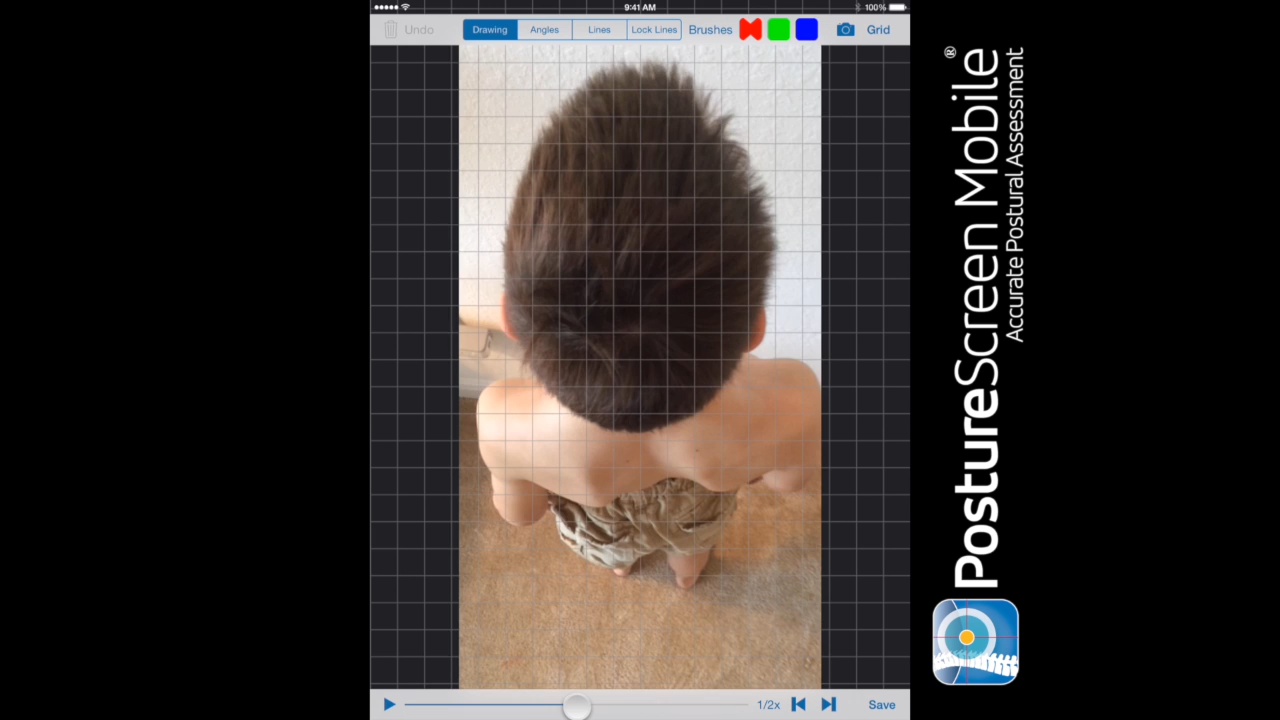 9:41 AM
100%
Undo
Drawing
Angles
Lines
Lock Lines
Brushes
Grid
1/2x
Save
PostureScreen Mobile®
Accurate Postural Assessment